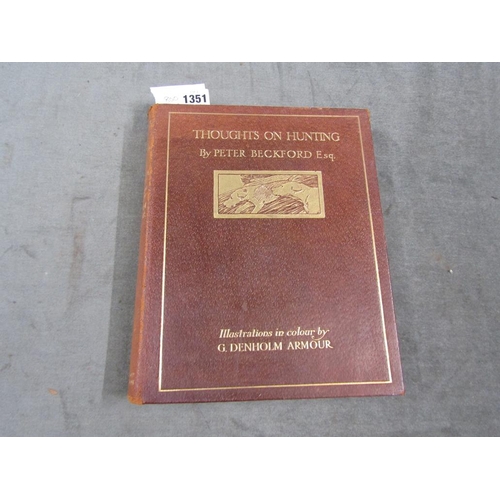 1351
THOUGHTS ON HUNTING
By PETER BECKFORD Esq.
Illustrations in colour by
G. DENHOLM ARMOUR